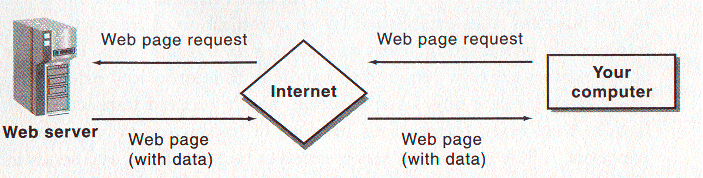 Web page request
Web page request
Internet
Your
computer
Web server
Web page
(with data)
Web page
(with data)